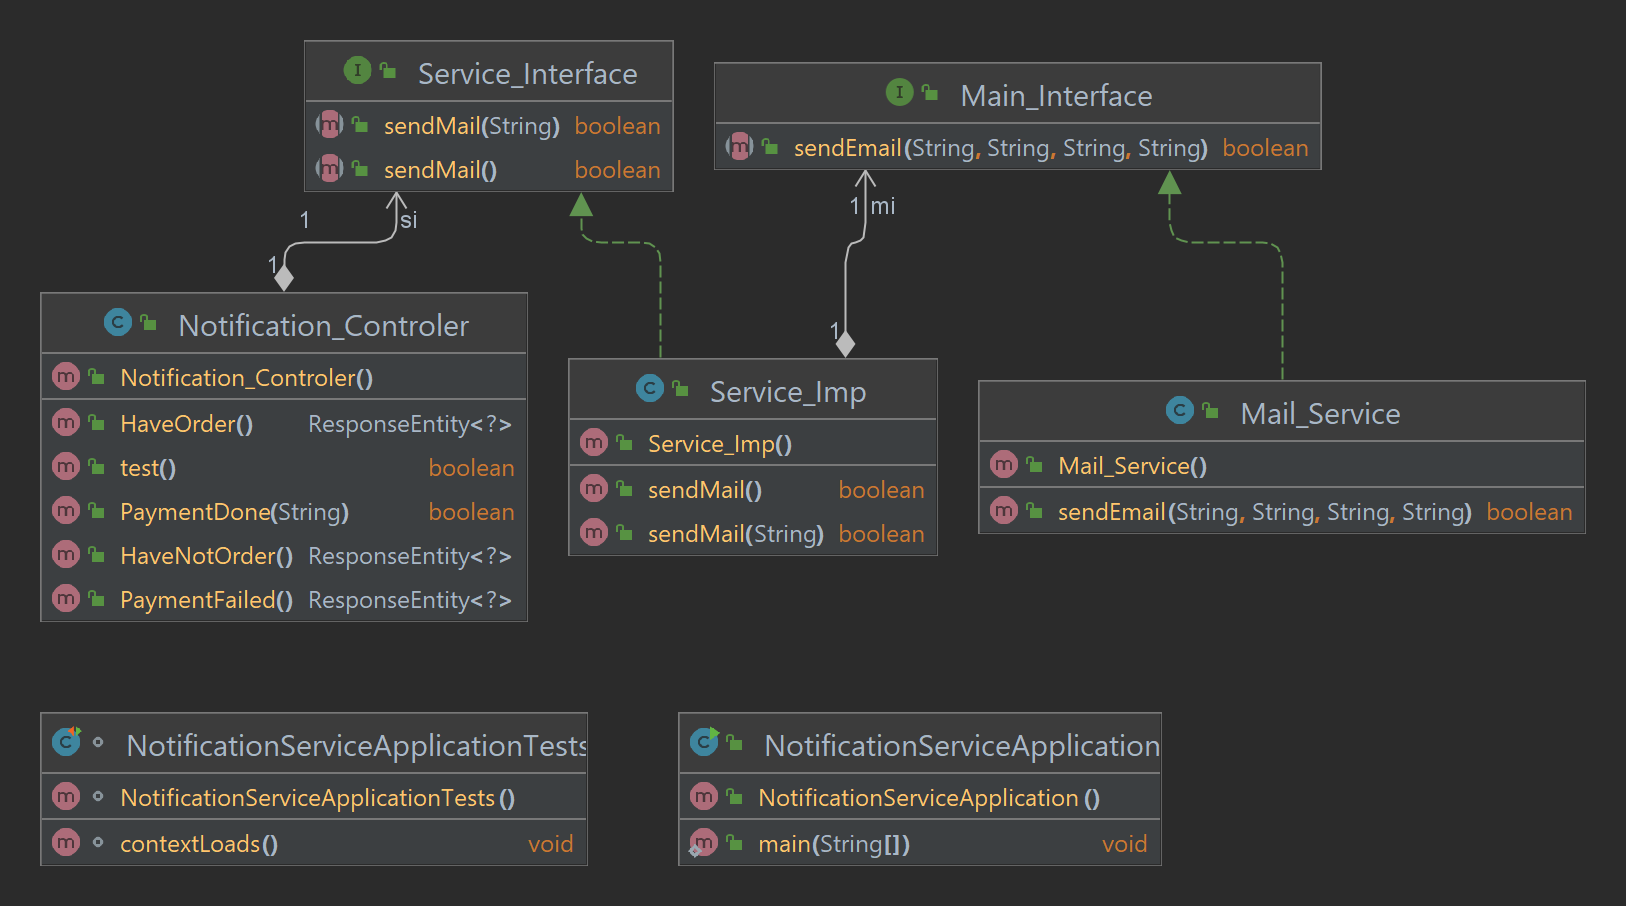 I Service_Interface
m sendMail(String) boolean
m sendMail() boolean
I Main_Interface
m sendEmail(String, String, String, String) boolean
1 si
1
1 mi
1
C Notification_Controler
m Notification_Controler()
m HaveOrder() ResponseEntity<?>
m test() boolean
m PaymentDone(String) boolean
m HaveNotOrder() ResponseEntity<?>
m PaymentFailed() ResponseEntity<?>
C Service_Imp
m Service_Imp()
m sendMail() boolean
m sendMail(String) boolean
C Mail_Service
m Mail_Service()
m sendEmail(String, String, String, String) boolean
C NotificationServiceApplicationTests
m NotificationServiceApplicationTests()
m contextLoads() void
C NotificationServiceApplication
m NotificationServiceApplication()
m main(String[]) void